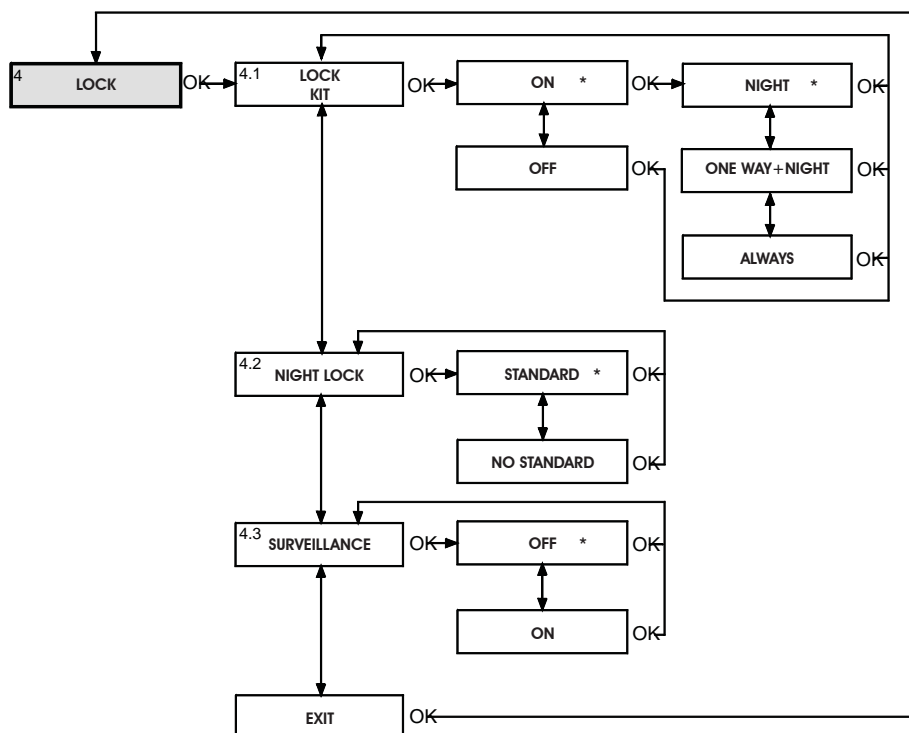 4
LOCK
OK
4.1
LOCK
KIT
OK
ON *
OK
NIGHT *
OK
OFF
OK
ONE WAY+NIGHT
OK
ALWAYS
OK
4.2
NIGHT LOCK
OK
STANDARD *
OK
NO STANDARD
OK
4.3
SURVEILLANCE
OK
OFF *
OK
ON
OK
EXIT
OK